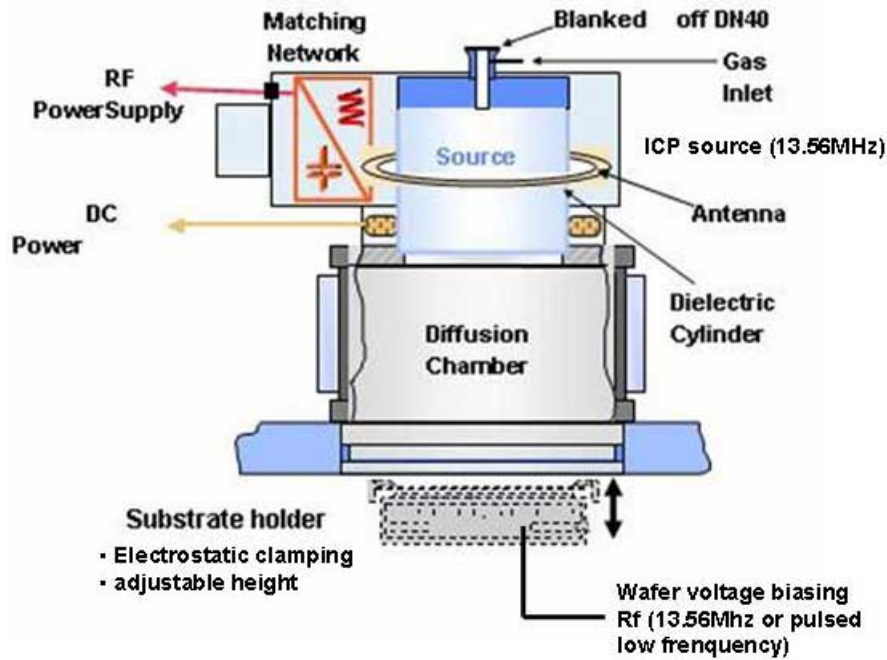 Matching
Network
Blanked off DN40
Gas
Inlet
RF
PowerSupply
Source
ICP source (13.56MHz)
Antenna
DC
Power
Dielectric
Cylinder
Diffusion
Chamber
Substrate holder
· Electrostatic clamping
· adjustable height
Wafer voltage biasing
Rf (13.56Mhz or pulsed
low frenquency)